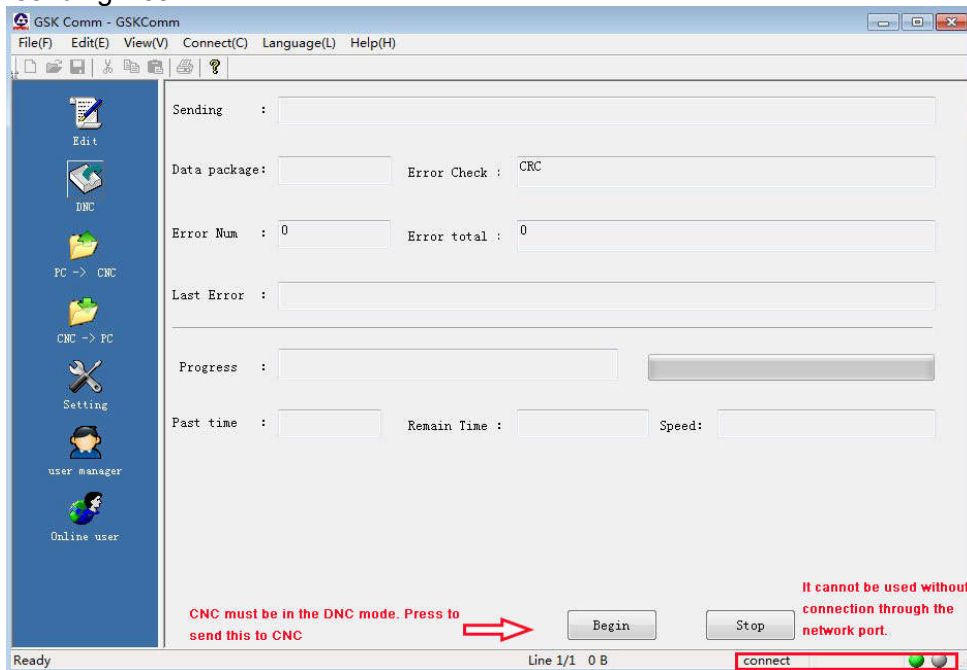 GSK Comm - GSKComm
File(F) Edit(E) View(V) Connect(C) Language(L) Help(H)
Edit
DNC
PC -> CNC
CNC -> PC
Setting
user manager
Online user
Sending :
Data package: Error Check : CRC
Error Num : 0 Error total : 0
Last Error :
Progress :
Past time : Remain Time : Speed:
CNC must be in the DNC mode. Press to
send this to CNC
Begin
Stop
It cannot be used without
connection through the
network port.
Ready Line 1/1 0 B connect